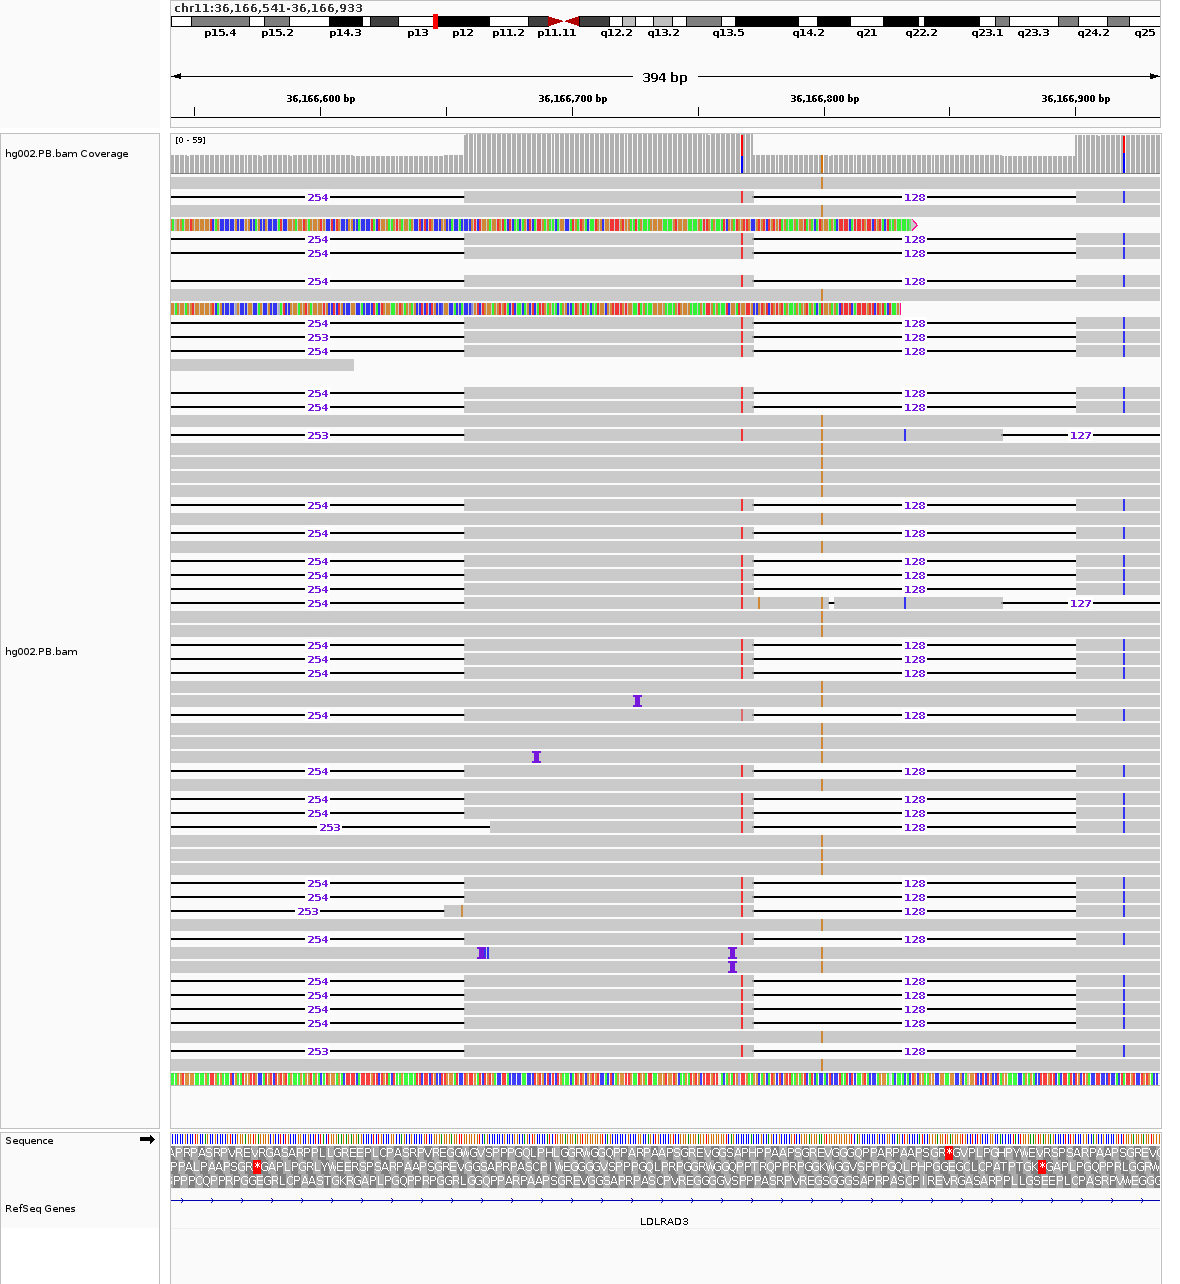 chr11:36,166,541-36,166,933
p15.4 p15.2 p14.3 p13 p12 p11.2 p11.11 q12.2 q13.2 q13.5 q14.2 q21 q22.2 q23.1 q23.3 q24.2 q25
394 bp
36,166,600 bp 36,166,700 bp 36,166,800 bp 36,166,900 bp
[0 - 59]
hg002.PB.bam Coverage
254 128
254 128
254 128
254 128
254 128
253 128
254 128
254 128
254 128
253 127
254 128
254 128
254 128
254 128
254 128
254 127
254 128
hg002.PB.bam
254 128
254 128
254 128
254 128
254 128
254 128
253 128
254 128
254 128
253 128
254 128
254 128
254 128
254 128
254 128
253 128
Sequence
APRPASRPVREVRGASARPPLLGREEPLCPASRPVREGGWGVSPPPGQLPHLGGRWGGQPPARPAAPSGREVGGSAPHPPAAPSGREVGGGQPPARPAAPSGR*GVPLPGHPYWEVRSPSARPAAPSGREVG
PPALPAAPSGR*GAPLPGRLYWEERSPSARPAAPSGREVGGSAPRPASCPIWEGGGGVSPPPGQLPRPGGRWGGQPPTRQPPRPGGKWGGVSPPPGQLPHPGGEGCLCPATPTGK*GAPLPGQPPRLGGRW
PPPCQPPRPGGEGRLCPAASTGKRGAPLPGQPPRPGGRLGGQPPARPAAPSGREVGGSAPRPASCPVREGGGGVSPPPASRPVREGSGGGSAPRPASCPIREVRGASARPPLLGSEEPLCPASRPVWEGGG
RefSeq Genes
LDLRAD3